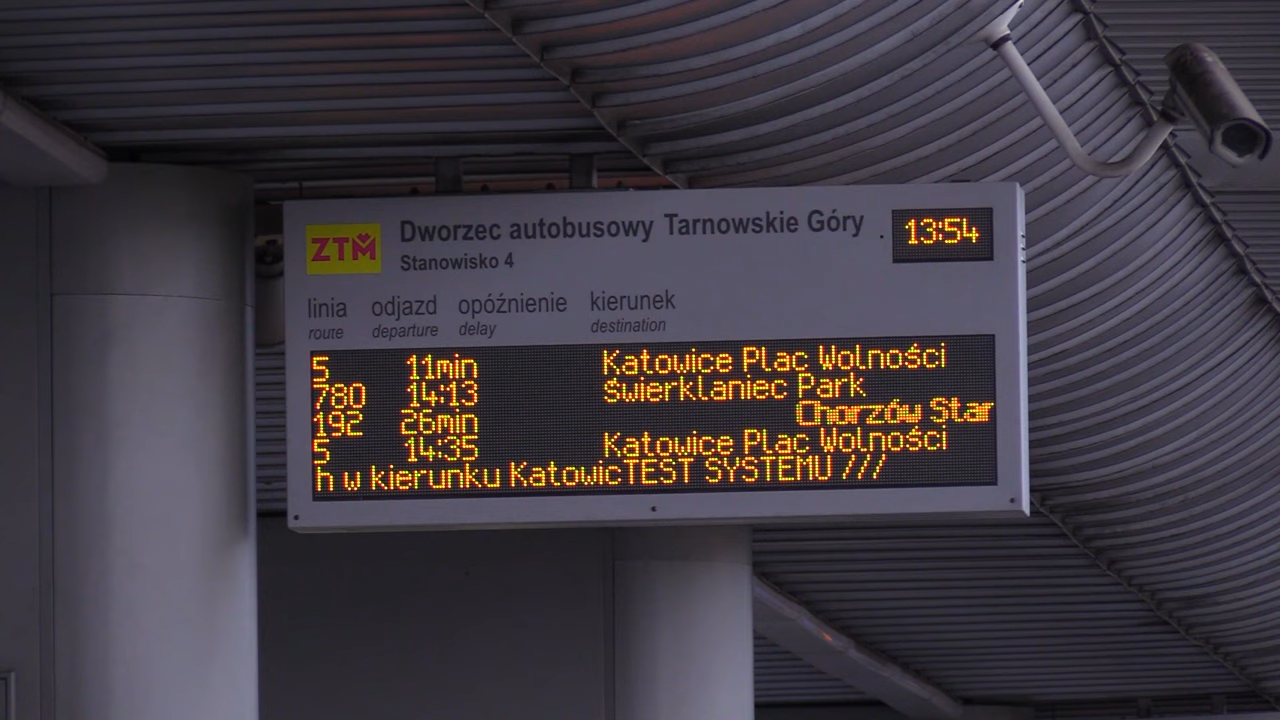 ZTM
Dworzec autobusowy Tarnowskie Góry
13:54
Stanowisko 4
linia odjazd opóźnienie kierunek
route departure delay destination
5 11min Katowice Plac Wolności
780 14:13 Świerklaniec Park
192 26min Chorzów Star
5 14:35 Katowice Plac Wolności
h w kierunku KatowicTEST SYSTEMU ///